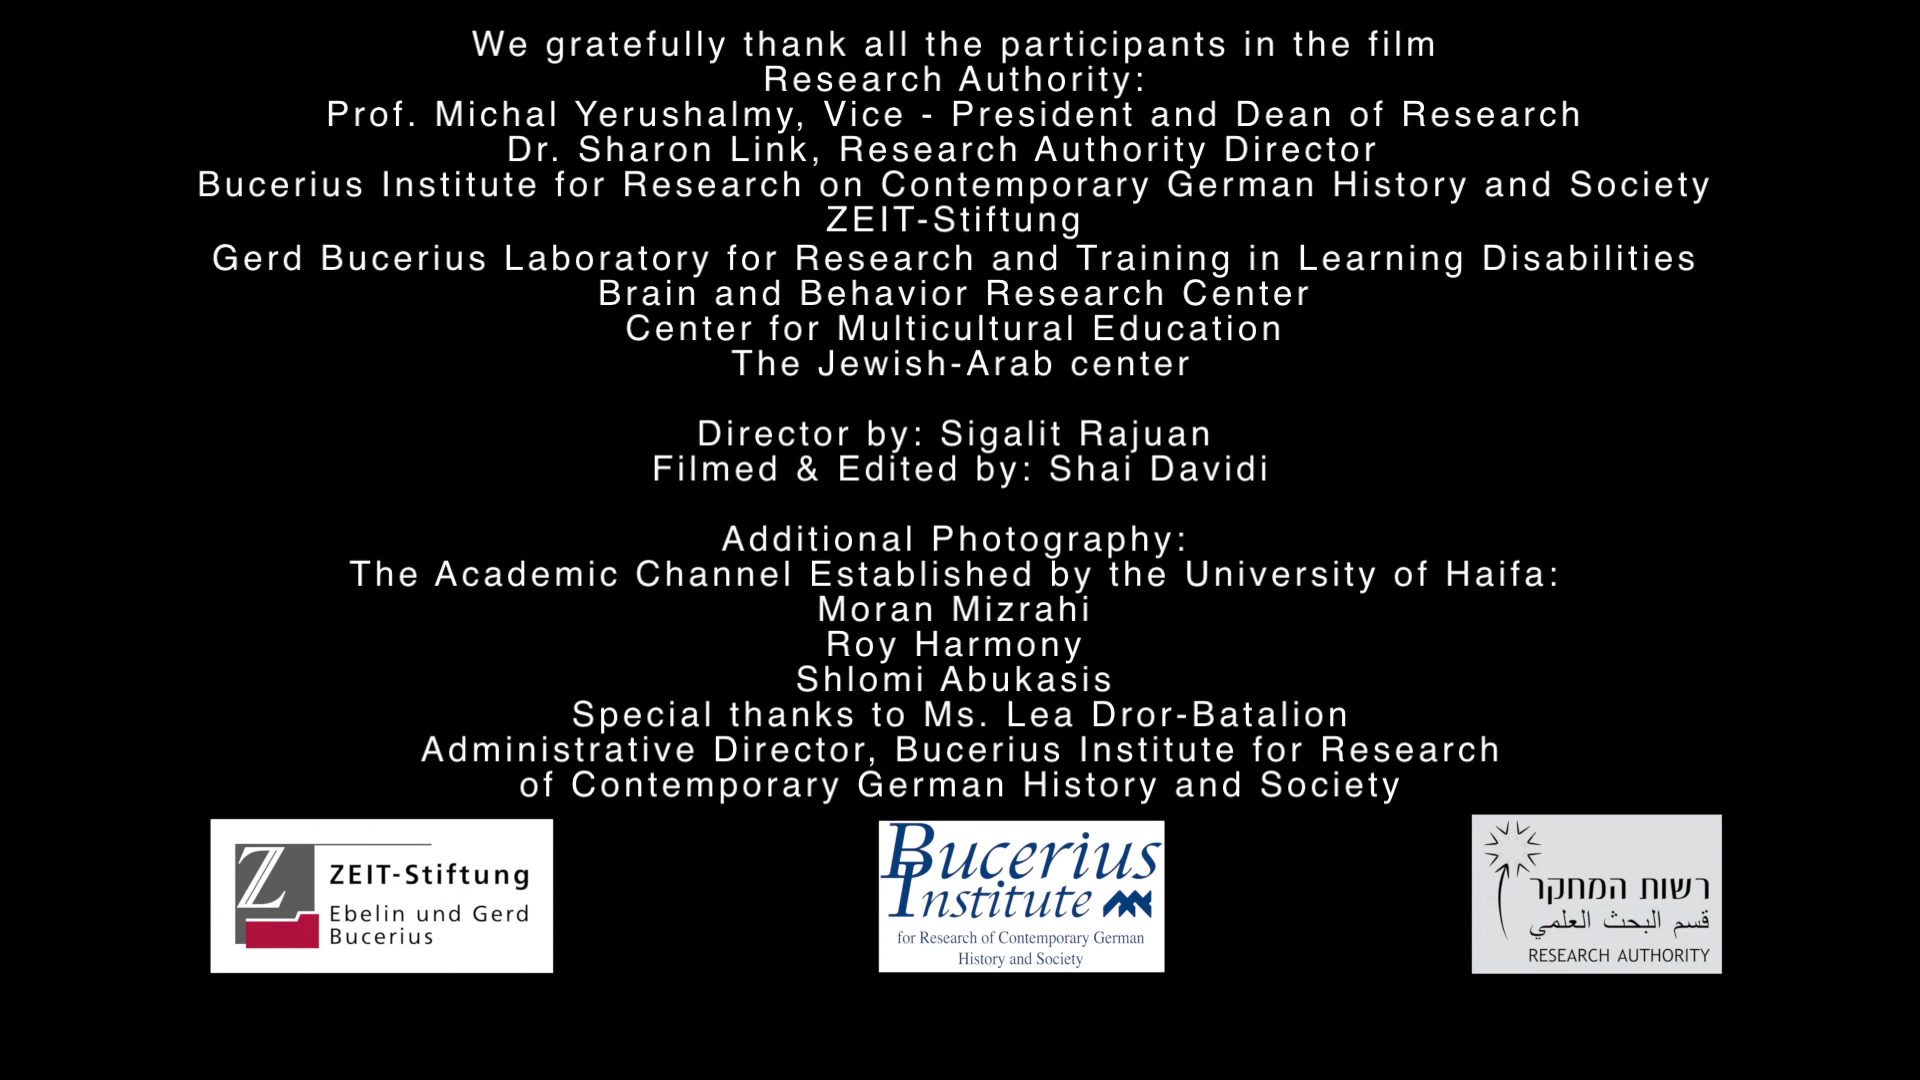 We gratefully thank all the participants in the film
Research Authority:
Prof. Michal Yerushalmy, Vice - President and Dean of Research
Dr. Sharon Link, Research Authority Director
Bucerius Institute for Research on Contemporary German History and Society
ZEIT-Stiftung
Gerd Bucerius Laboratory for Research and Training in Learning Disabilities
Brain and Behavior Research Center
Center for Multicultural Education
The Jewish-Arab center
Director by: Sigalit Rajuan
Filmed & Edited by: Shai Davidi
Additional Photography:
The Academic Channel Established by the University of Haifa:
Moran Mizrahi
Roy Harmony
Shlomi Abukasis
Special thanks to Ms. Lea Dror-Batalion
Administrative Director, Bucerius Institute for Research
of Contemporary German History and Society
Z
ZEIT-Stiftung
Ebelin und Gerd
Bucerius
Bucerius
Institute
for Research of Contemporary German
History and Society
רשות המחקר
قسم البحث العلمي
RESEARCH AUTHORITY